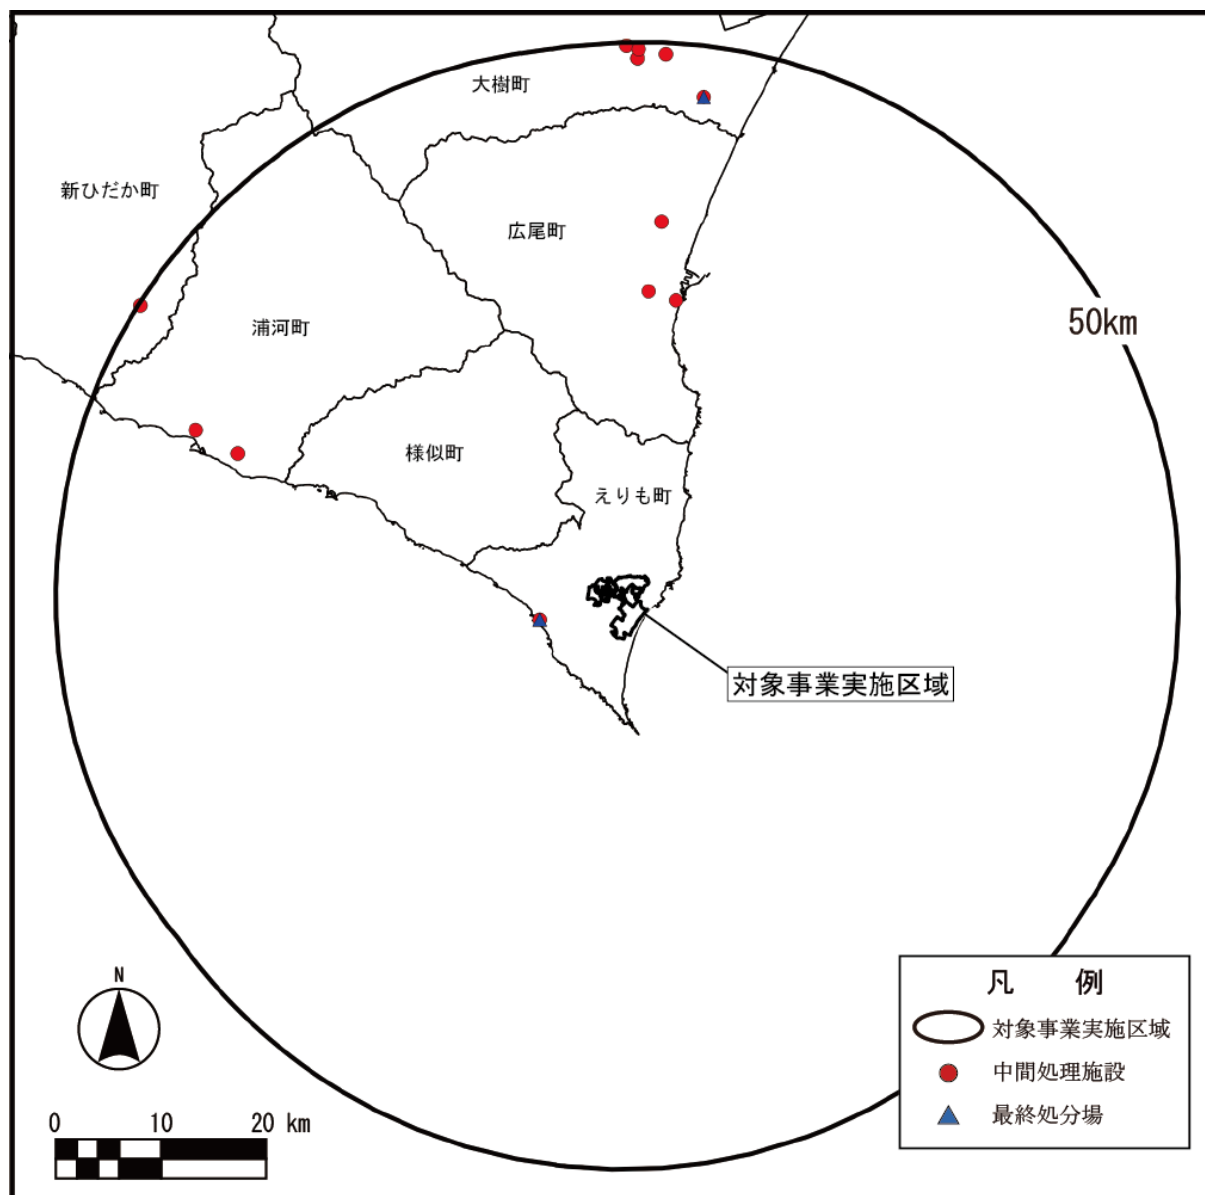 大樹町
新ひだか町
広尾町
50km
浦河町
様似町
えりも町
対象事業実施区域
N
0 10 20 km
凡 例
対象事業実施区域
中間処理施設
最終処分場